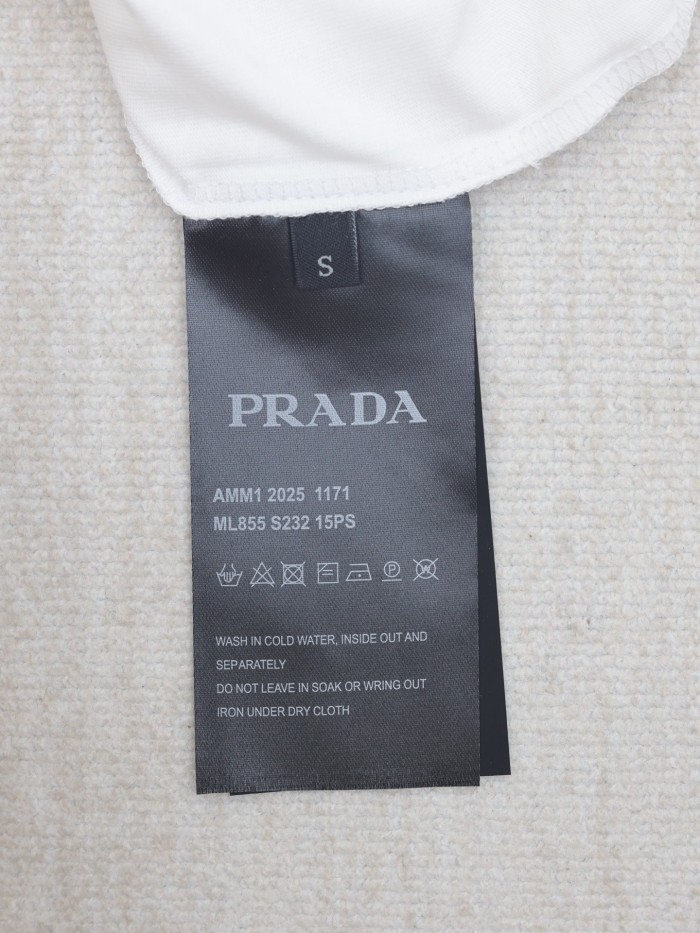 S
PRADA
AMM1 2025 1171
ML855 S232 15PS
P W
WASH IN COLD WATER, INSIDE OUT AND
SEPARATELY
DO NOT LEAVE IN SOAK OR WRING OUT
IRON UNDER DRY CLOTH